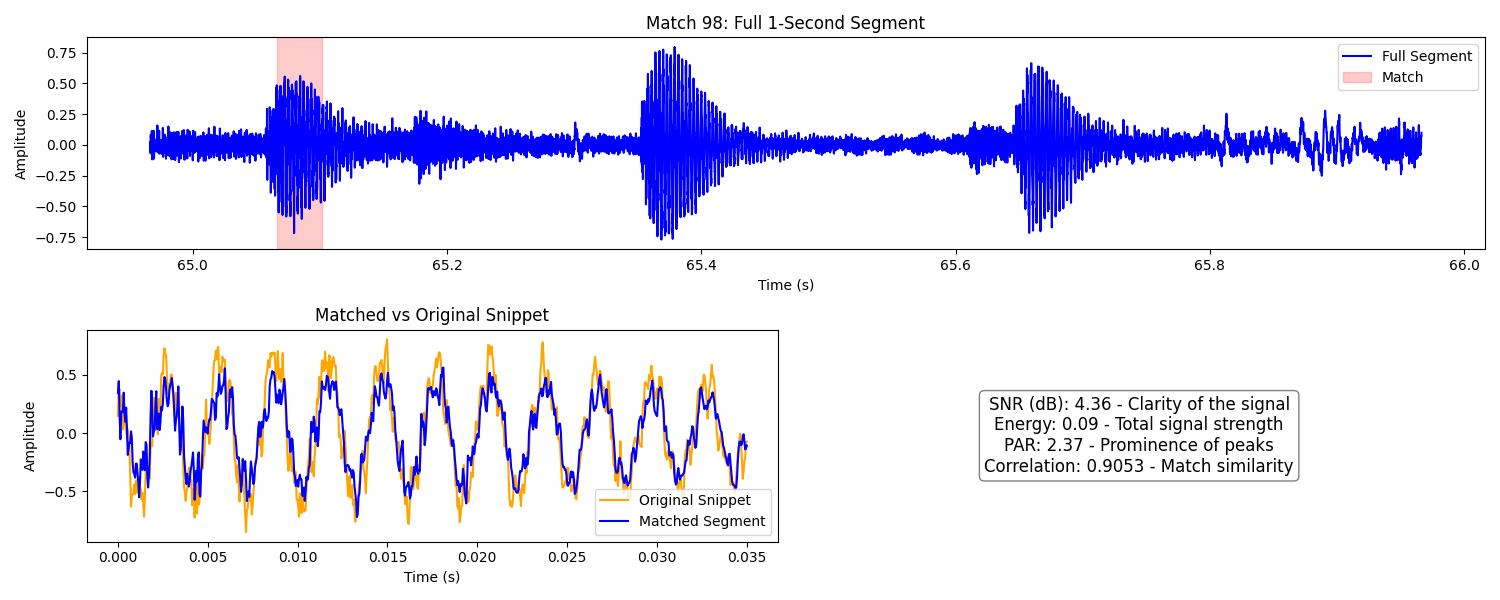 Match 98: Full 1-Second Segment
Amplitude
0.75
0.50
0.25
0.00
−0.25
−0.50
−0.75
Full Segment
Match
65.0
65.2
65.4
65.6
65.8
66.0
Time (s)
Matched vs Original Snippet
Amplitude
0.5
0.0
−0.5
Original Snippet
Matched Segment
0.000
0.005
0.010
0.015
0.020
0.025
0.030
0.035
Time (s)
SNR (dB): 4.36 - Clarity of the signal
Energy: 0.09 - Total signal strength
PAR: 2.37 - Prominence of peaks
Correlation: 0.9053 - Match similarity